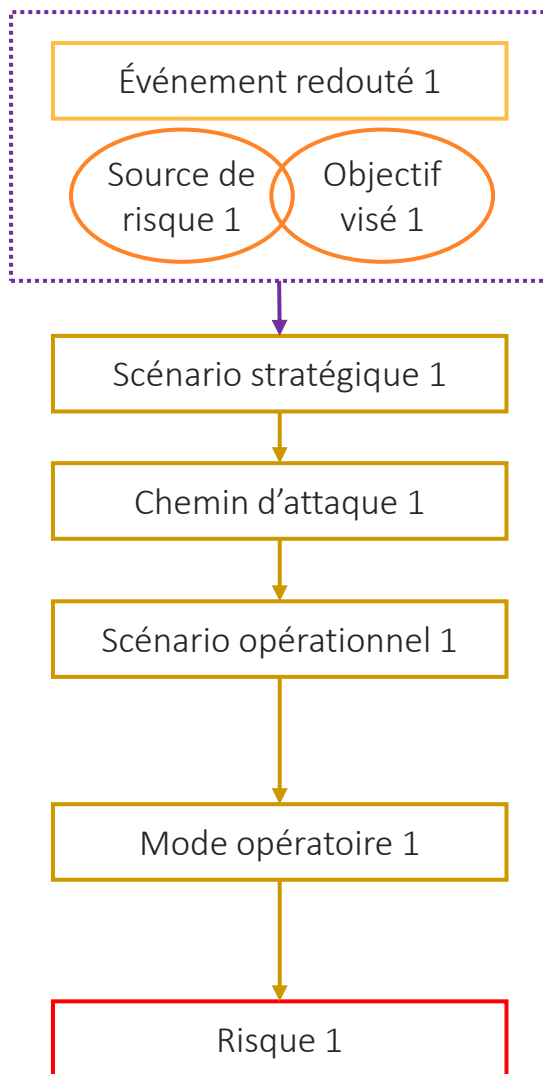 Événement redouté 1
Source de
risque 1
Objectif
visé 1
Scénario stratégique 1
Chemin d’attaque 1
Scénario opérationnel 1
Mode opératoire 1
Risque 1